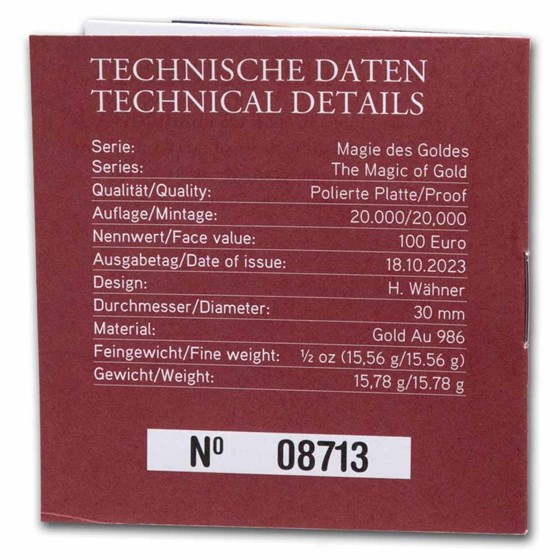 TECHNISCHE DATEN
TECHNICAL DETAILS
Serie: Magie des Goldes
Series: The Magic of Gold
Qualität/Quality: Polierte Platte/Proof
Auflage/Mintage: 20.000/20,000
Nennwert/Face value: 100 Euro
Ausgabetag/Date of issue: 18.10.2023
Design: H. Wähner
Durchmesser/Diameter: 30 mm
Material: Gold Au 986
Feingewicht/Fine weight: ½ oz (15,56 g/15.56 g)
Gewicht/Weight: 15,78 g/15.78 g
Nº 08713